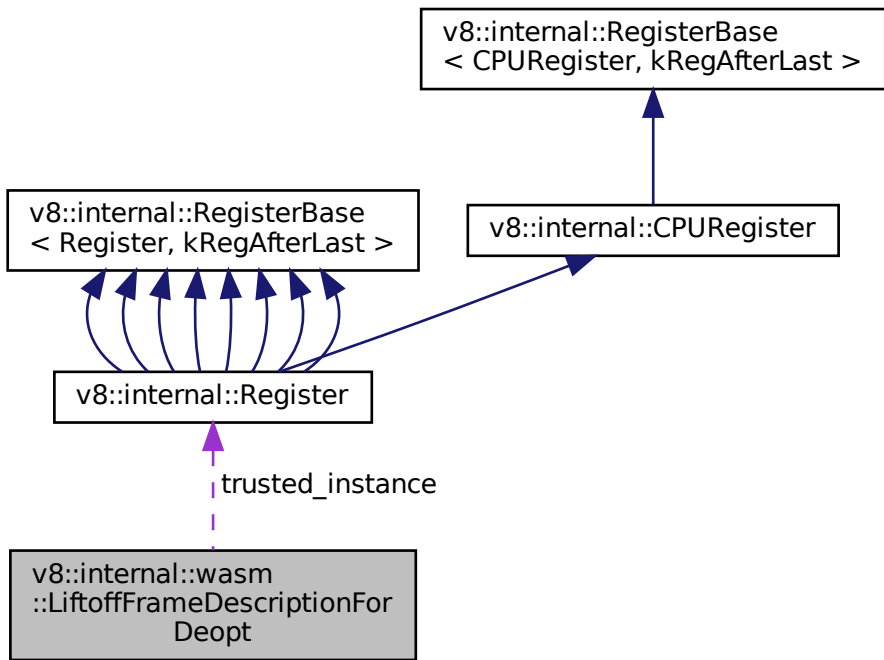 v8::internal::RegisterBase
< CPURegister, kRegAfterLast >
v8::internal::RegisterBase
< Register, kRegAfterLast >
v8::internal::CPURegister
v8::internal::Register
trusted_instance
v8::internal::wasm
::LiftoffFrameDescriptionFor
Deopt